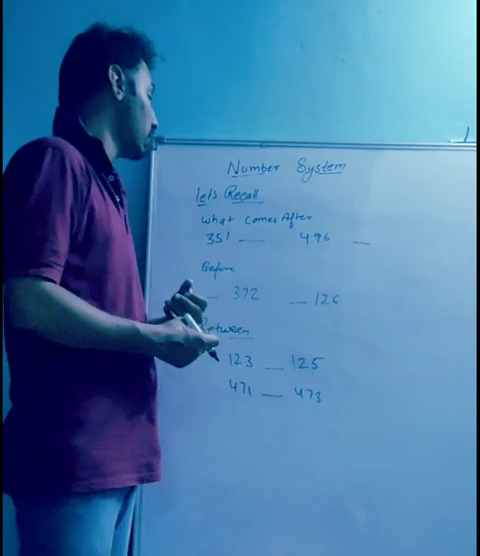 Number System
lets Recall
what comes After
351 __ 496 __
Before
__ 372 __ 126
Between
123 __ 125
471 __ 473